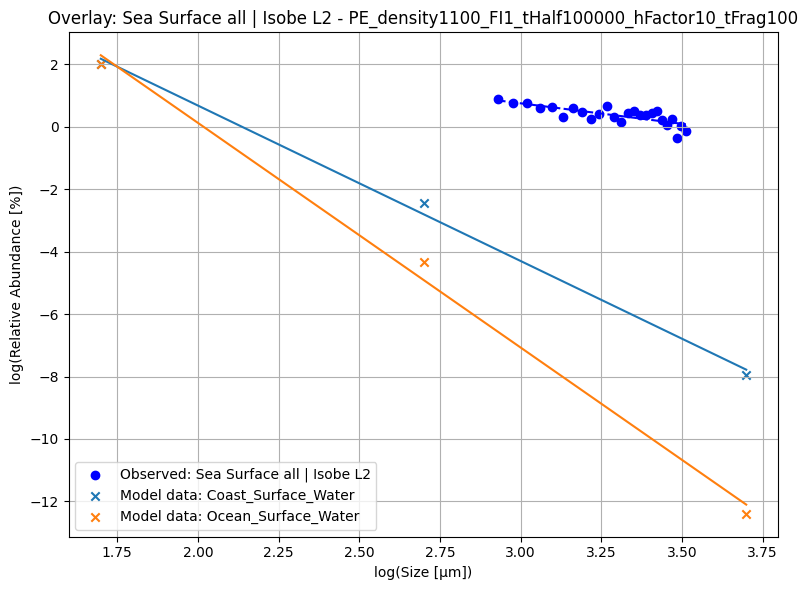 Overlay: Sea Surface all | Isobe L2 - PE_density1100_FI1_tHalf100000_hFactor10_tFrag100
log(Relative Abundance [%])
2
0
−2
−4
−6
−8
−10
−12
Observed: Sea Surface all | Isobe L2
Model data: Coast_Surface_Water
Model data: Ocean_Surface_Water
1.75 2.00 2.25 2.50 2.75 3.00 3.25 3.50 3.75
log(Size [μm])